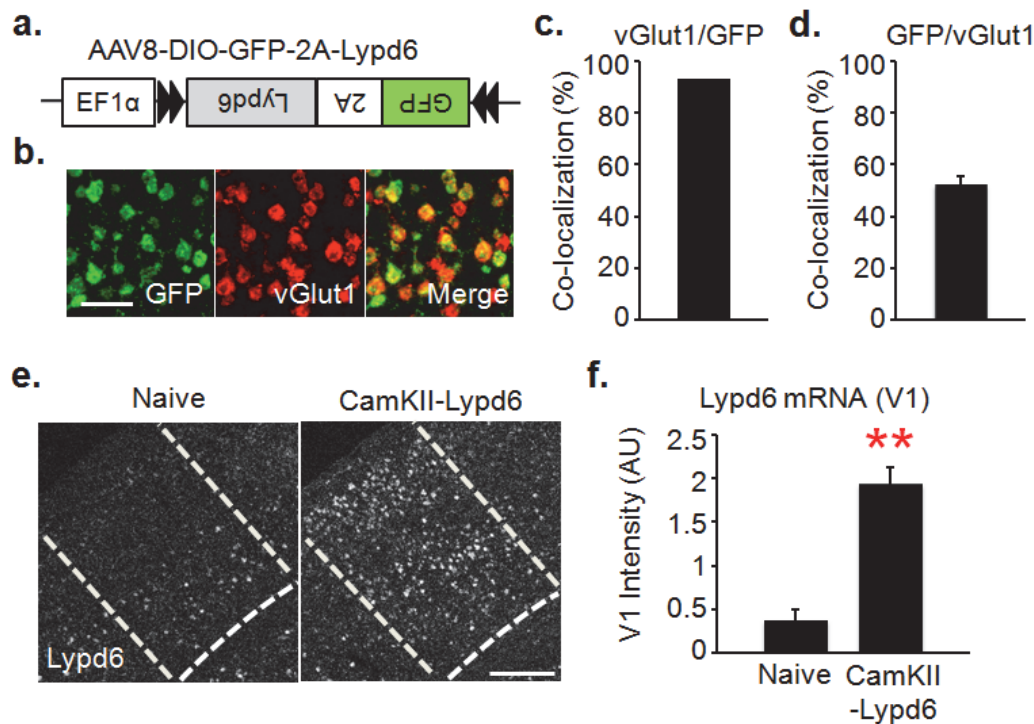 a.
AAV8-DIO-GFP-2A-Lypd6
EF1α Lypd6 2A GFP
b.
GFP vGlut1 Merge
c.
vGlut1/GFP
Co-localization (%)
100
80
60
40
20
0
d.
GFP/vGlut1
Co-localization (%)
100
80
60
40
20
0
e.
Naive CamKII-Lypd6
Lypd6
f.
Lypd6 mRNA (V1)
V1 Intensity (AU)
2.5
2
1.5
1
0.5
0
**
Naive CamKII
-Lypd6